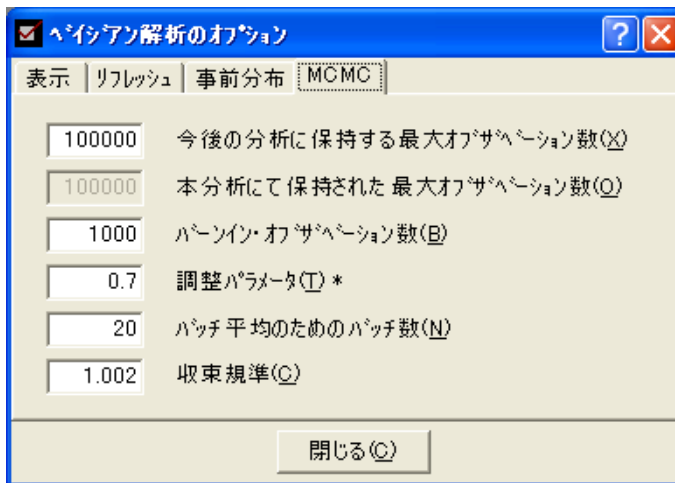 ﾍﾞｲｼﾞｱﾝ解析のｵﾌﾟｼｮﾝ
表示 ﾘﾌﾚｯｼｭ 事前分布 MCMC
100000 今後の分析に保持する最大ｵﾌﾞｻﾞﾍﾞｰｼｮﾝ数(X)
100000 本分析にて保持された最大ｵﾌﾞｻﾞﾍﾞｰｼｮﾝ数(O)
1000 ﾊﾞｰﾝｲﾝ･ｵﾌﾞｻﾞﾍﾞｰｼｮﾝ数(B)
0.7 調整ﾊﾟﾗﾒｰﾀ(T) *
20 ﾊﾞｯﾁ平均のためのﾊﾞｯﾁ数(N)
1.002 収束規準(C)
閉じる(C)